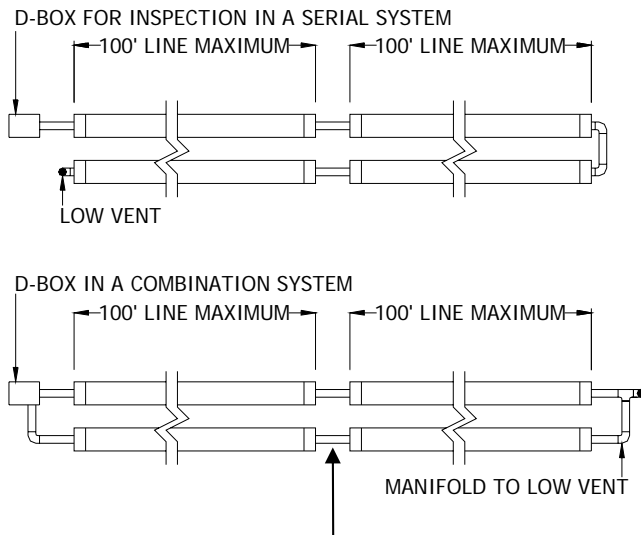 D-BOX FOR INSPECTION IN A SERIAL SYSTEM
100' LINE MAXIMUM 100' LINE MAXIMUM
LOW VENT
D-BOX IN A COMBINATION SYSTEM
100' LINE MAXIMUM 100' LINE MAXIMUM
MANIFOLD TO LOW VENT